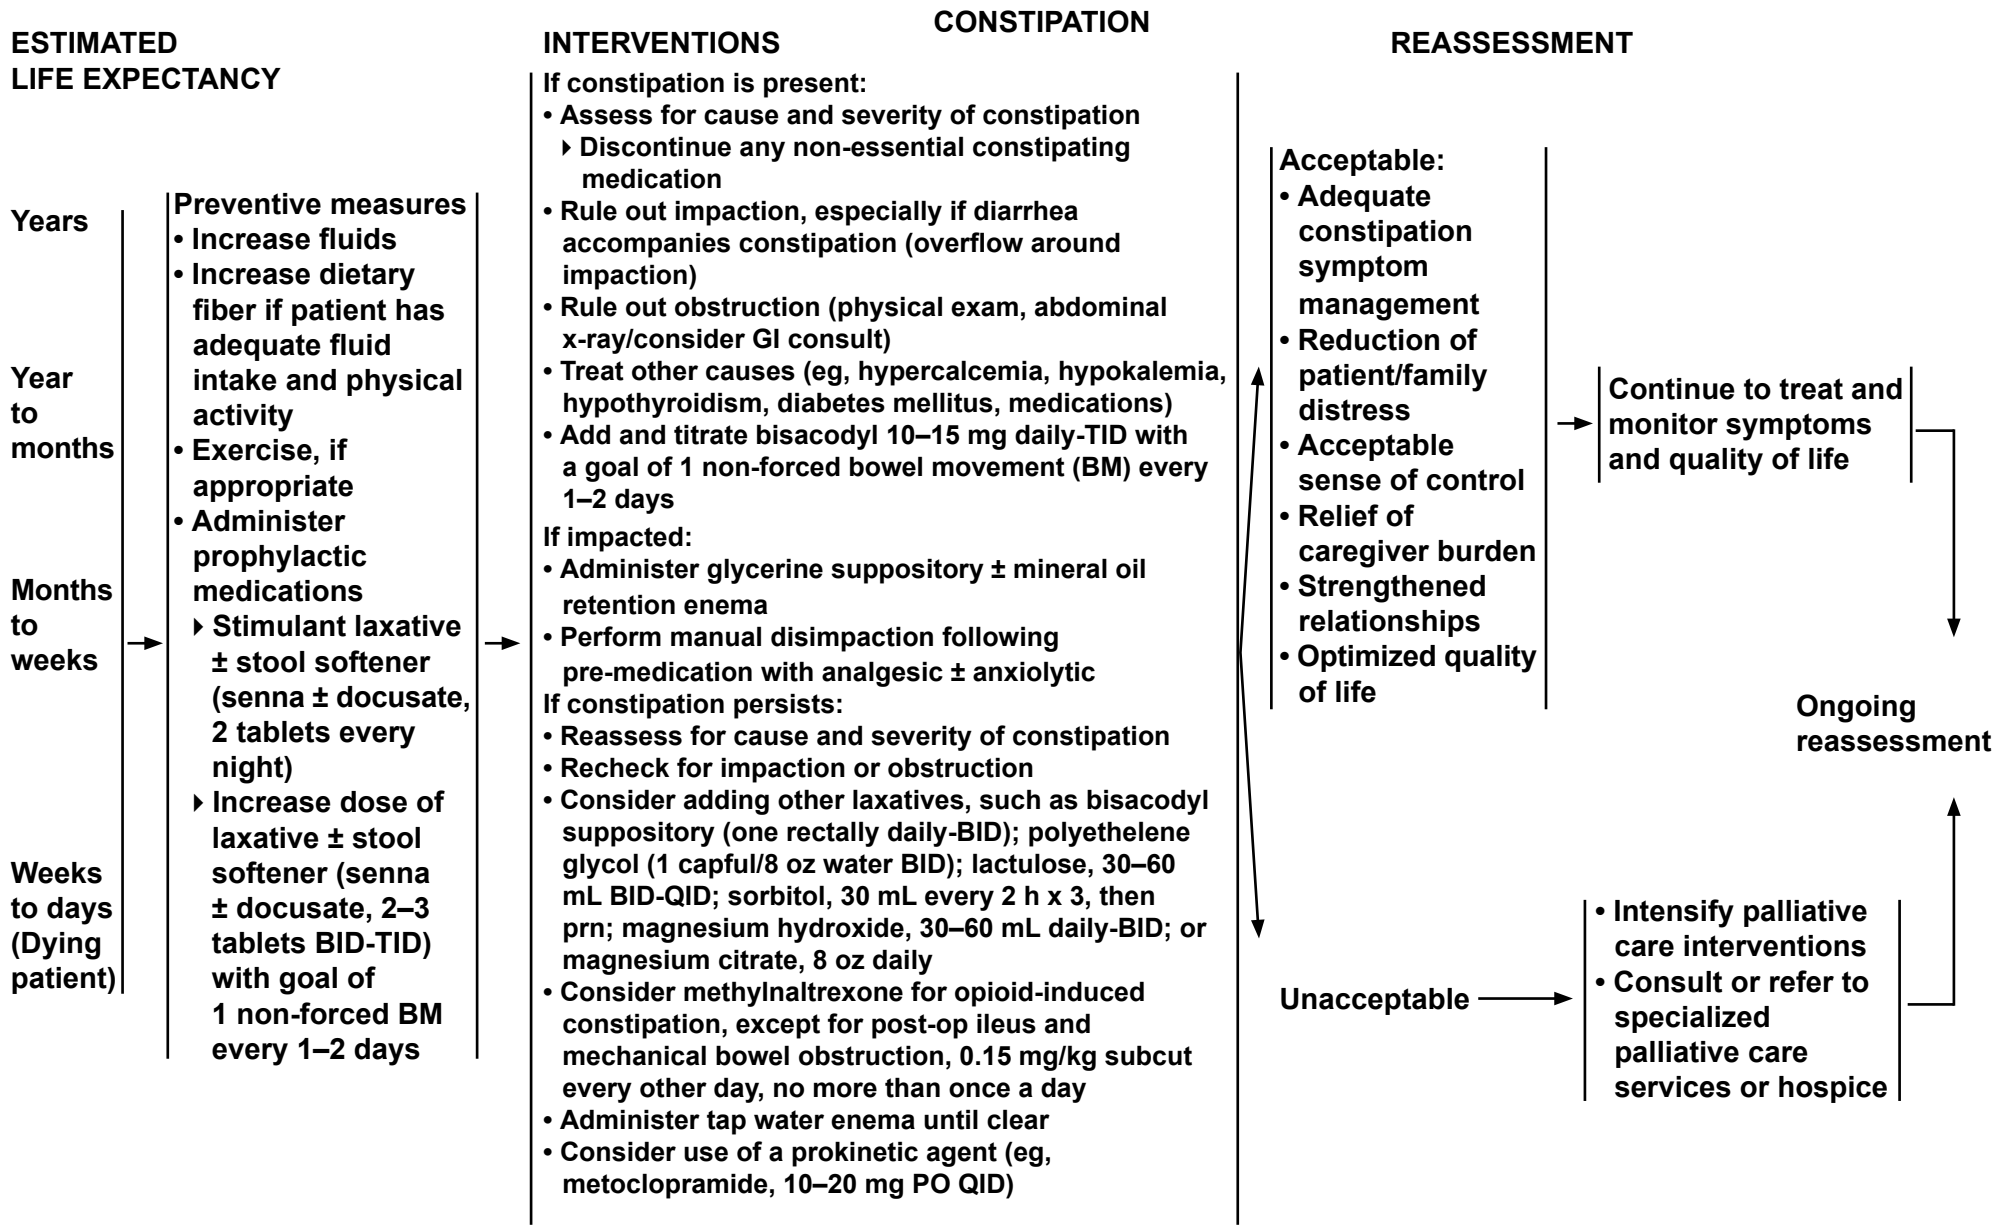 CONSTIPATION
ESTIMATED
LIFE EXPECTANCY
Years
Year
to
months
Months
to
weeks
Weeks
to days
(Dying
patient)
Preventive measures
• Increase fluids
• Increase dietary
fiber if patient has
adequate fluid
intake and physical
activity
• Exercise, if
appropriate
• Administer
prophylactic
medications
Stimulant laxative
± stool softener
(senna ± docusate,
2 tablets every
night)
Increase dose of
laxative ± stool
softener (senna
± docusate, 2–3
tablets BID-TID)
with goal of
1 non-forced BM
every 1–2 days
INTERVENTIONS
If constipation is present:
• Assess for cause and severity of constipation
Discontinue any non-essential constipating
medication
• Rule out impaction, especially if diarrhea
accompanies constipation (overflow around
impaction)
• Rule out obstruction (physical exam, abdominal
x-ray/consider GI consult)
• Treat other causes (eg, hypercalcemia, hypokalemia,
hypothyroidism, diabetes mellitus, medications)
• Add and titrate bisacodyl 10–15 mg daily-TID with
a goal of 1 non-forced bowel movement (BM) every
1–2 days
If impacted:
• Administer glycerine suppository ± mineral oil
retention enema
• Perform manual disimpaction following
pre-medication with analgesic ± anxiolytic
If constipation persists:
• Reassess for cause and severity of constipation
• Recheck for impaction or obstruction
• Consider adding other laxatives, such as bisacodyl
suppository (one rectally daily-BID); polyethelene
glycol (1 capful/8 oz water BID); lactulose, 30–60
mL BID-QID; sorbitol, 30 mL every 2 h x 3, then
prn; magnesium hydroxide, 30–60 mL daily-BID; or
magnesium citrate, 8 oz daily
• Consider methylnaltrexone for opioid-induced
constipation, except for post-op ileus and
mechanical bowel obstruction, 0.15 mg/kg subcut
every other day, no more than once a day
• Administer tap water enema until clear
• Consider use of a prokinetic agent (eg,
metoclopramide, 10–20 mg PO QID)
REASSESSMENT
Acceptable:
• Adequate
constipation
symptom
management
• Reduction of
patient/family
distress
• Acceptable
sense of control
• Relief of
caregiver burden
• Strengthened
relationships
• Optimized quality
of life
Continue to treat and
monitor symptoms
and quality of life
Unacceptable
• Intensify palliative
care interventions
• Consult or refer to
specialized
palliative care
services or hospice
Ongoing
reassessment